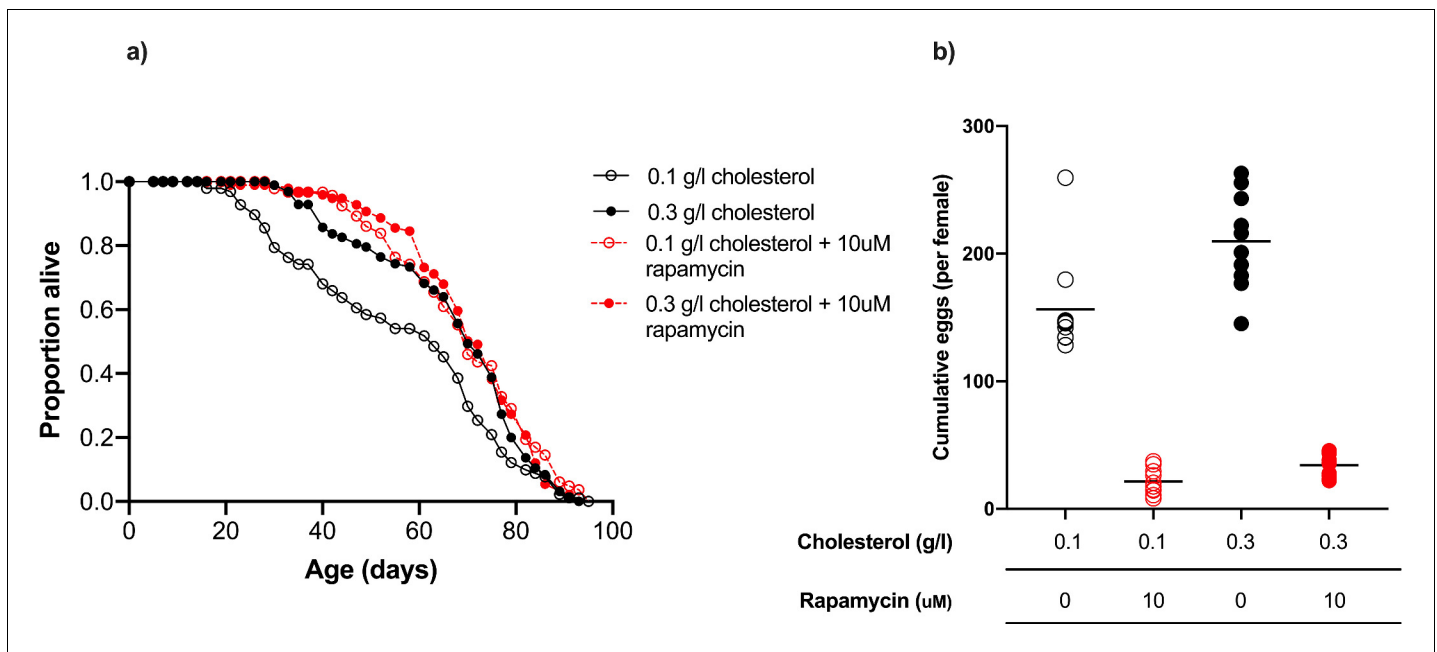 a)
1.0
0.8
0.6
0.4
0.2
0.0
Proportion alive
0 20 40 60 80 100
Age (days)
0.1 g/l cholesterol
0.3 g/l cholesterol
0.1 g/l cholesterol + 10uM
rapamycin
0.3 g/l cholesterol + 10uM
rapamycin
b)
300
200
100
0
Cumulative eggs (per female)
Cholesterol (g/l) 0.1 0.1 0.3 0.3
Rapamycin (uM) 0 10 0 10